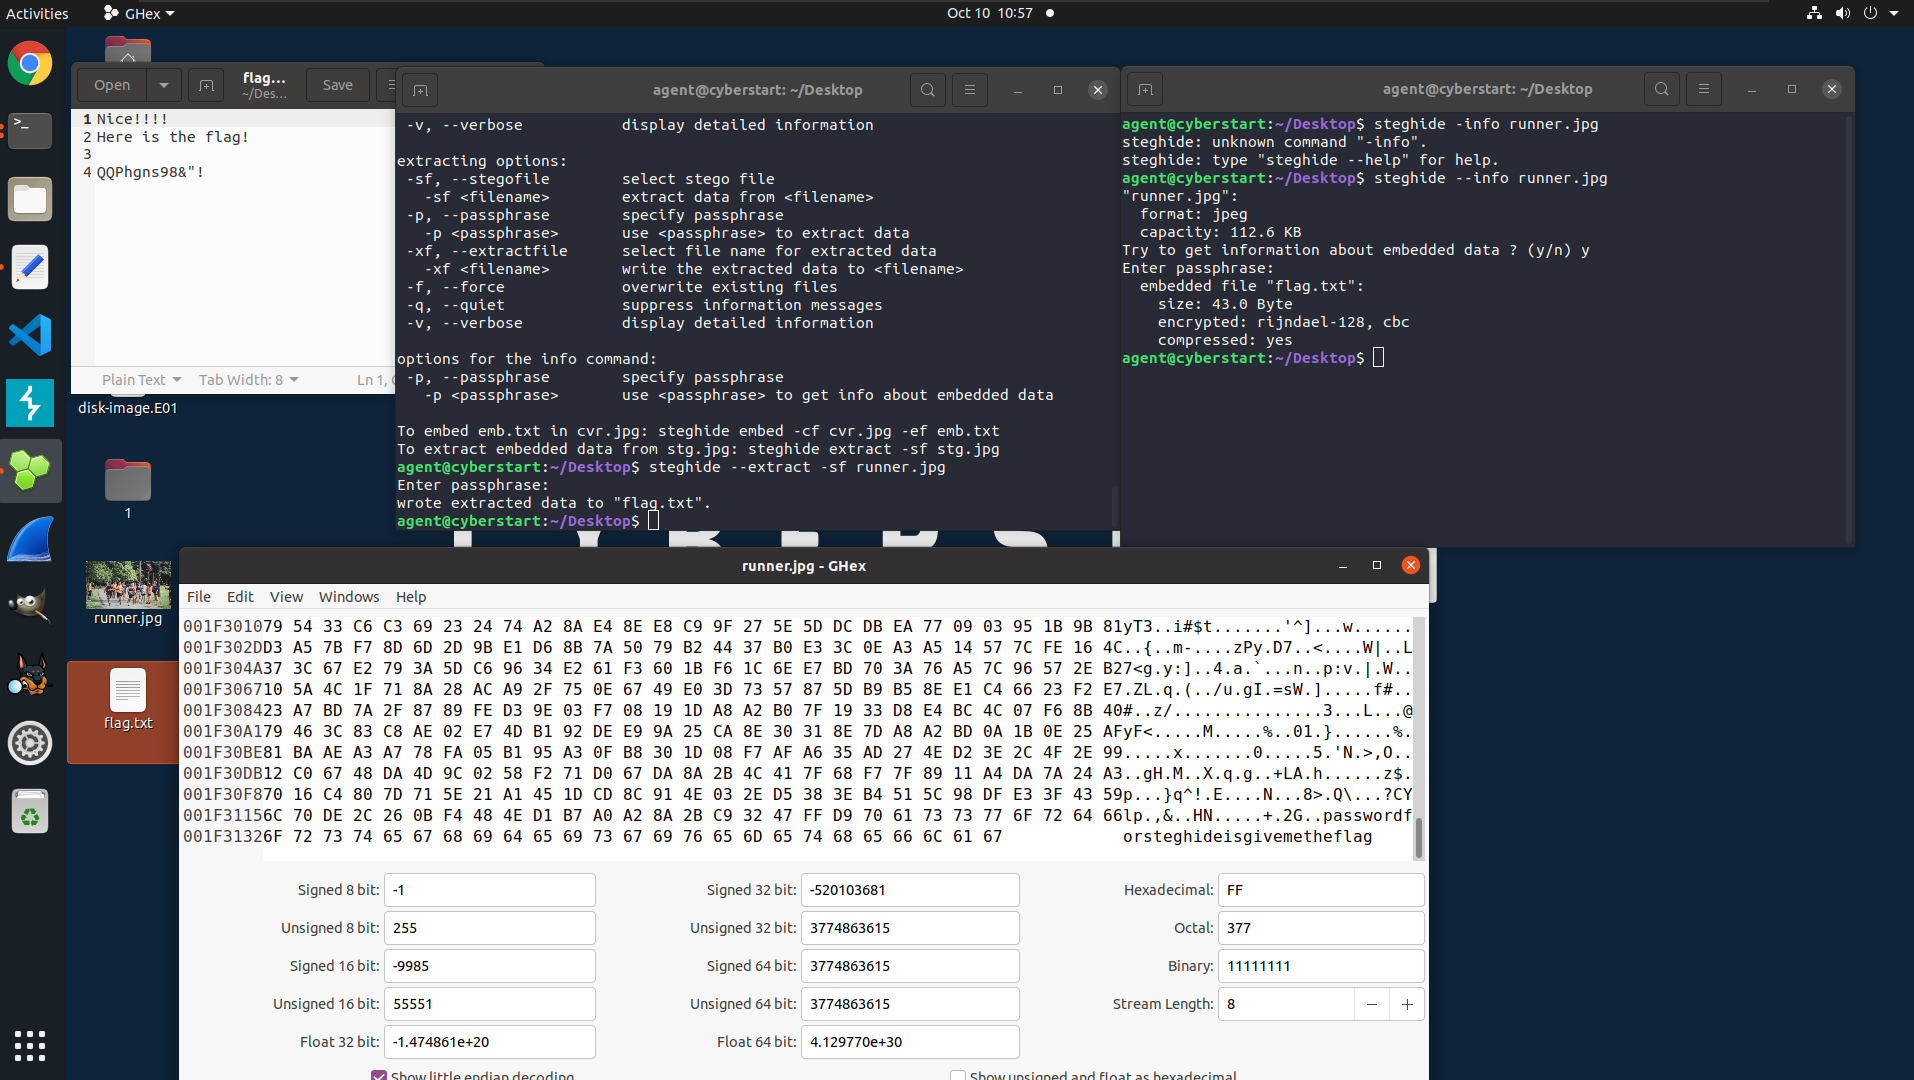 Activities
GHex
Oct 10 10:57
Open
flag...
~/Des...
Save
1 Nice!!!!
2 Here is the flag!
3
4 QQPhgns98&"!
Plain Text
Tab Width: 8
Ln 1,
disk-image.E01
1
runner.jpg
flag.txt
agent@cyberstart: ~/Desktop
-v, --verbose display detailed information
extracting options:
-sf, --stegofile select stego file
-sf <filename> extract data from <filename>
-p, --passphrase specify passphrase
-p <passphrase> use <passphrase> to extract data
-xf, --extractfile select file name for extracted data
-xf <filename> write the extracted data to <filename>
-f, --force overwrite existing files
-q, --quiet suppress information messages
-v, --verbose display detailed information
options for the info command:
-p, --passphrase specify passphrase
-p <passphrase> use <passphrase> to get info about embedded data
To embed emb.txt in cvr.jpg: steghide embed -cf cvr.jpg -ef emb.txt
To extract embedded data from stg.jpg: steghide extract -sf stg.jpg
agent@cyberstart:~/Desktop$ steghide --extract -sf runner.jpg
Enter passphrase:
wrote extracted data to "flag.txt".
agent@cyberstart:~/Desktop$
agent@cyberstart: ~/Desktop
agent@cyberstart:~/Desktop$ steghide -info runner.jpg
steghide: unknown command "-info".
steghide: type "steghide --help" for help.
agent@cyberstart:~/Desktop$ steghide --info runner.jpg
"runner.jpg":
format: jpeg
capacity: 112.6 KB
Try to get information about embedded data ? (y/n) y
Enter passphrase:
embedded file "flag.txt":
size: 43.0 Byte
encrypted: rijndael-128, cbc
compressed: yes
agent@cyberstart:~/Desktop$
runner.jpg - GHex
File Edit View Windows Help
001F301079 54 33 C6 C3 69 23 24 74 A2 8A E4 8E E8 C9 9F 27 5E 5D DC DB EA 77 09 03 95 1B 9B 81yT3..i#$t.......'^]...w......
001F302DD3 A5 7B F7 8D 6D 2D 9B E1 D6 8B 7A 50 79 B2 44 37 B0 E3 3C 0E A3 A5 14 57 7C FE 16 4C..{..m-....zPy.D7..<....W|..L
001F304A37 3C 67 E2 79 3A 5D C6 96 34 E2 61 F3 60 1B F6 1C 6E E7 BD 70 3A 76 A5 7C 96 57 2E B27<g.y:]..4.a.`...n..p:v.|.W..
001F306710 5A 4C 1F 71 8A 28 AC A9 2F 75 0E 67 49 E0 3D 73 57 87 5D B9 B5 8E E1 C4 66 23 F2 E7.ZL.q.(../u.gI.=sW.].....f#..
001F308423 A7 BD 7A 2F 87 89 FE D3 9E 03 F7 08 19 1D A8 A2 B0 7F 19 33 D8 E4 BC 4C 07 F6 8B 40#..z/...............3...L...@
001F30A179 46 3C 83 C8 AE 02 E7 4D B1 92 DE E9 9A 25 CA 8E 30 31 8E 7D A8 A2 BD 0A 1B 0E 25 AFyF<.....M.....%..01.}......%.
001F30BE81 BA AE A3 A7 78 FA 05 B1 95 A3 0F B8 30 1D 08 F7 AF A6 35 AD 27 4E D2 3E 2C 4F 2E 99.....x.......0.....5.'N.>,O..
001F30DB12 C0 67 48 DA 4D 9C 02 58 F2 71 D0 67 DA 8A 2B 4C 41 7F 68 F7 7F 89 11 A4 DA 7A 24 A3..gH.M..X.q.g..+LA.h......z$.
001F30F870 16 C4 80 7D 71 5E 21 A1 45 1D CD 8C 91 4E 03 2E D5 38 3E B4 51 5C 98 DF E3 3F 43 59p...}q^!.E....N...8>.Q\...?CY
001F31156C 70 DE 2C 26 0B F4 48 4E D1 B7 A0 A2 8A 2B C9 32 47 FF D9 70 61 73 73 77 6F 72 64 66lp.,&..HN.....+.2G..passwordf
001F31326F 72 73 74 65 67 68 69 64 65 69 73 67 69 76 65 6D 65 74 68 65 66 6C 61 67 orsteghideisgivemetheflag
Signed 8 bit: -1 Signed 32 bit: -520103681 Hexadecimal: FF
Unsigned 8 bit: 255 Unsigned 32 bit: 3774863615 Octal: 377
Signed 16 bit: -9985 Signed 64 bit: 3774863615 Binary: 11111111
Unsigned 16 bit: 55551 Unsigned 64 bit: 3774863615 Stream Length: 8
Float 32 bit: -1.474861e+20 Float 64 bit: 4.129770e+30
Show little endian decoding Show unsigned and float as hexadecimal